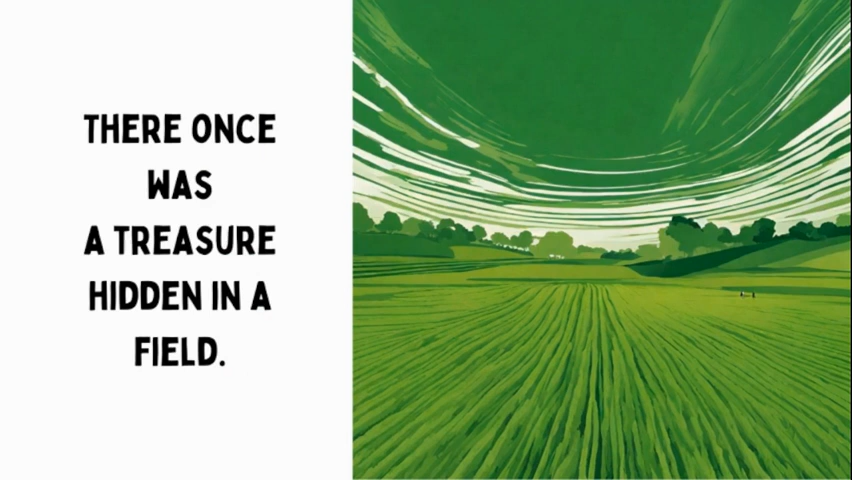 THERE ONCE
WAS
A TREASURE
HIDDEN IN A
FIELD.